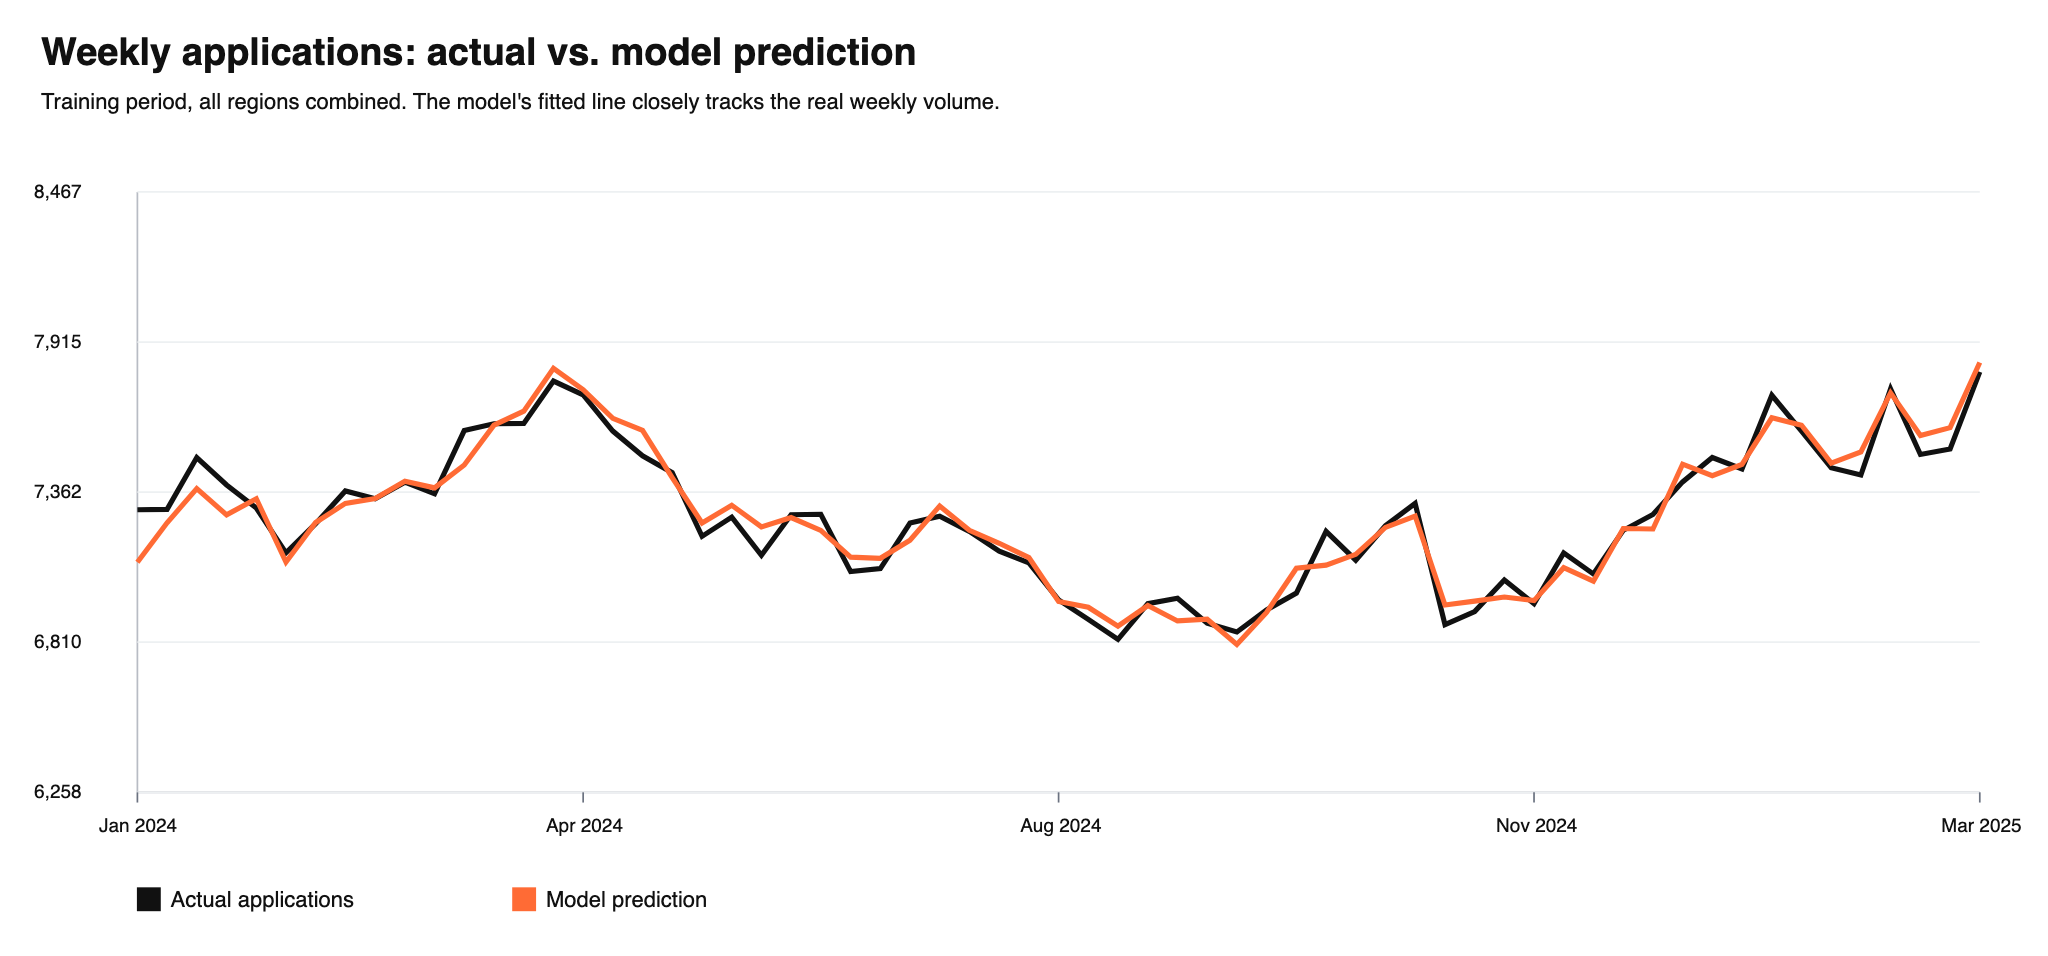 Weekly applications: actual vs. model prediction
Training period, all regions combined. The model's fitted line closely tracks the real weekly volume.
8,467
7,915
7,362
6,810
6,258
Jan 2024 Apr 2024 Aug 2024 Nov 2024 Mar 2025
Actual applications Model prediction